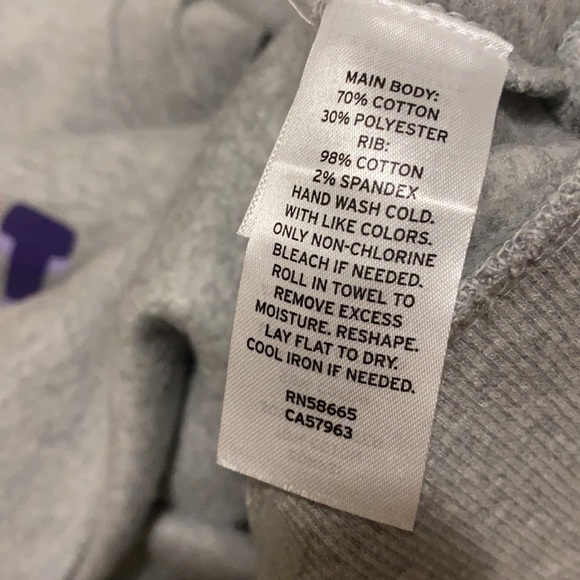 MAIN BODY:
70% COTTON
30% POLYESTER
RIB:
98% COTTON
2% SPANDEX
HAND WASH COLD.
WITH LIKE COLORS.
ONLY NON-CHLORINE
BLEACH IF NEEDED.
ROLL IN TOWEL TO
REMOVE EXCESS
MOISTURE. RESHAPE.
LAY FLAT TO DRY.
COOL IRON IF NEEDED.
RN58665
CA57963